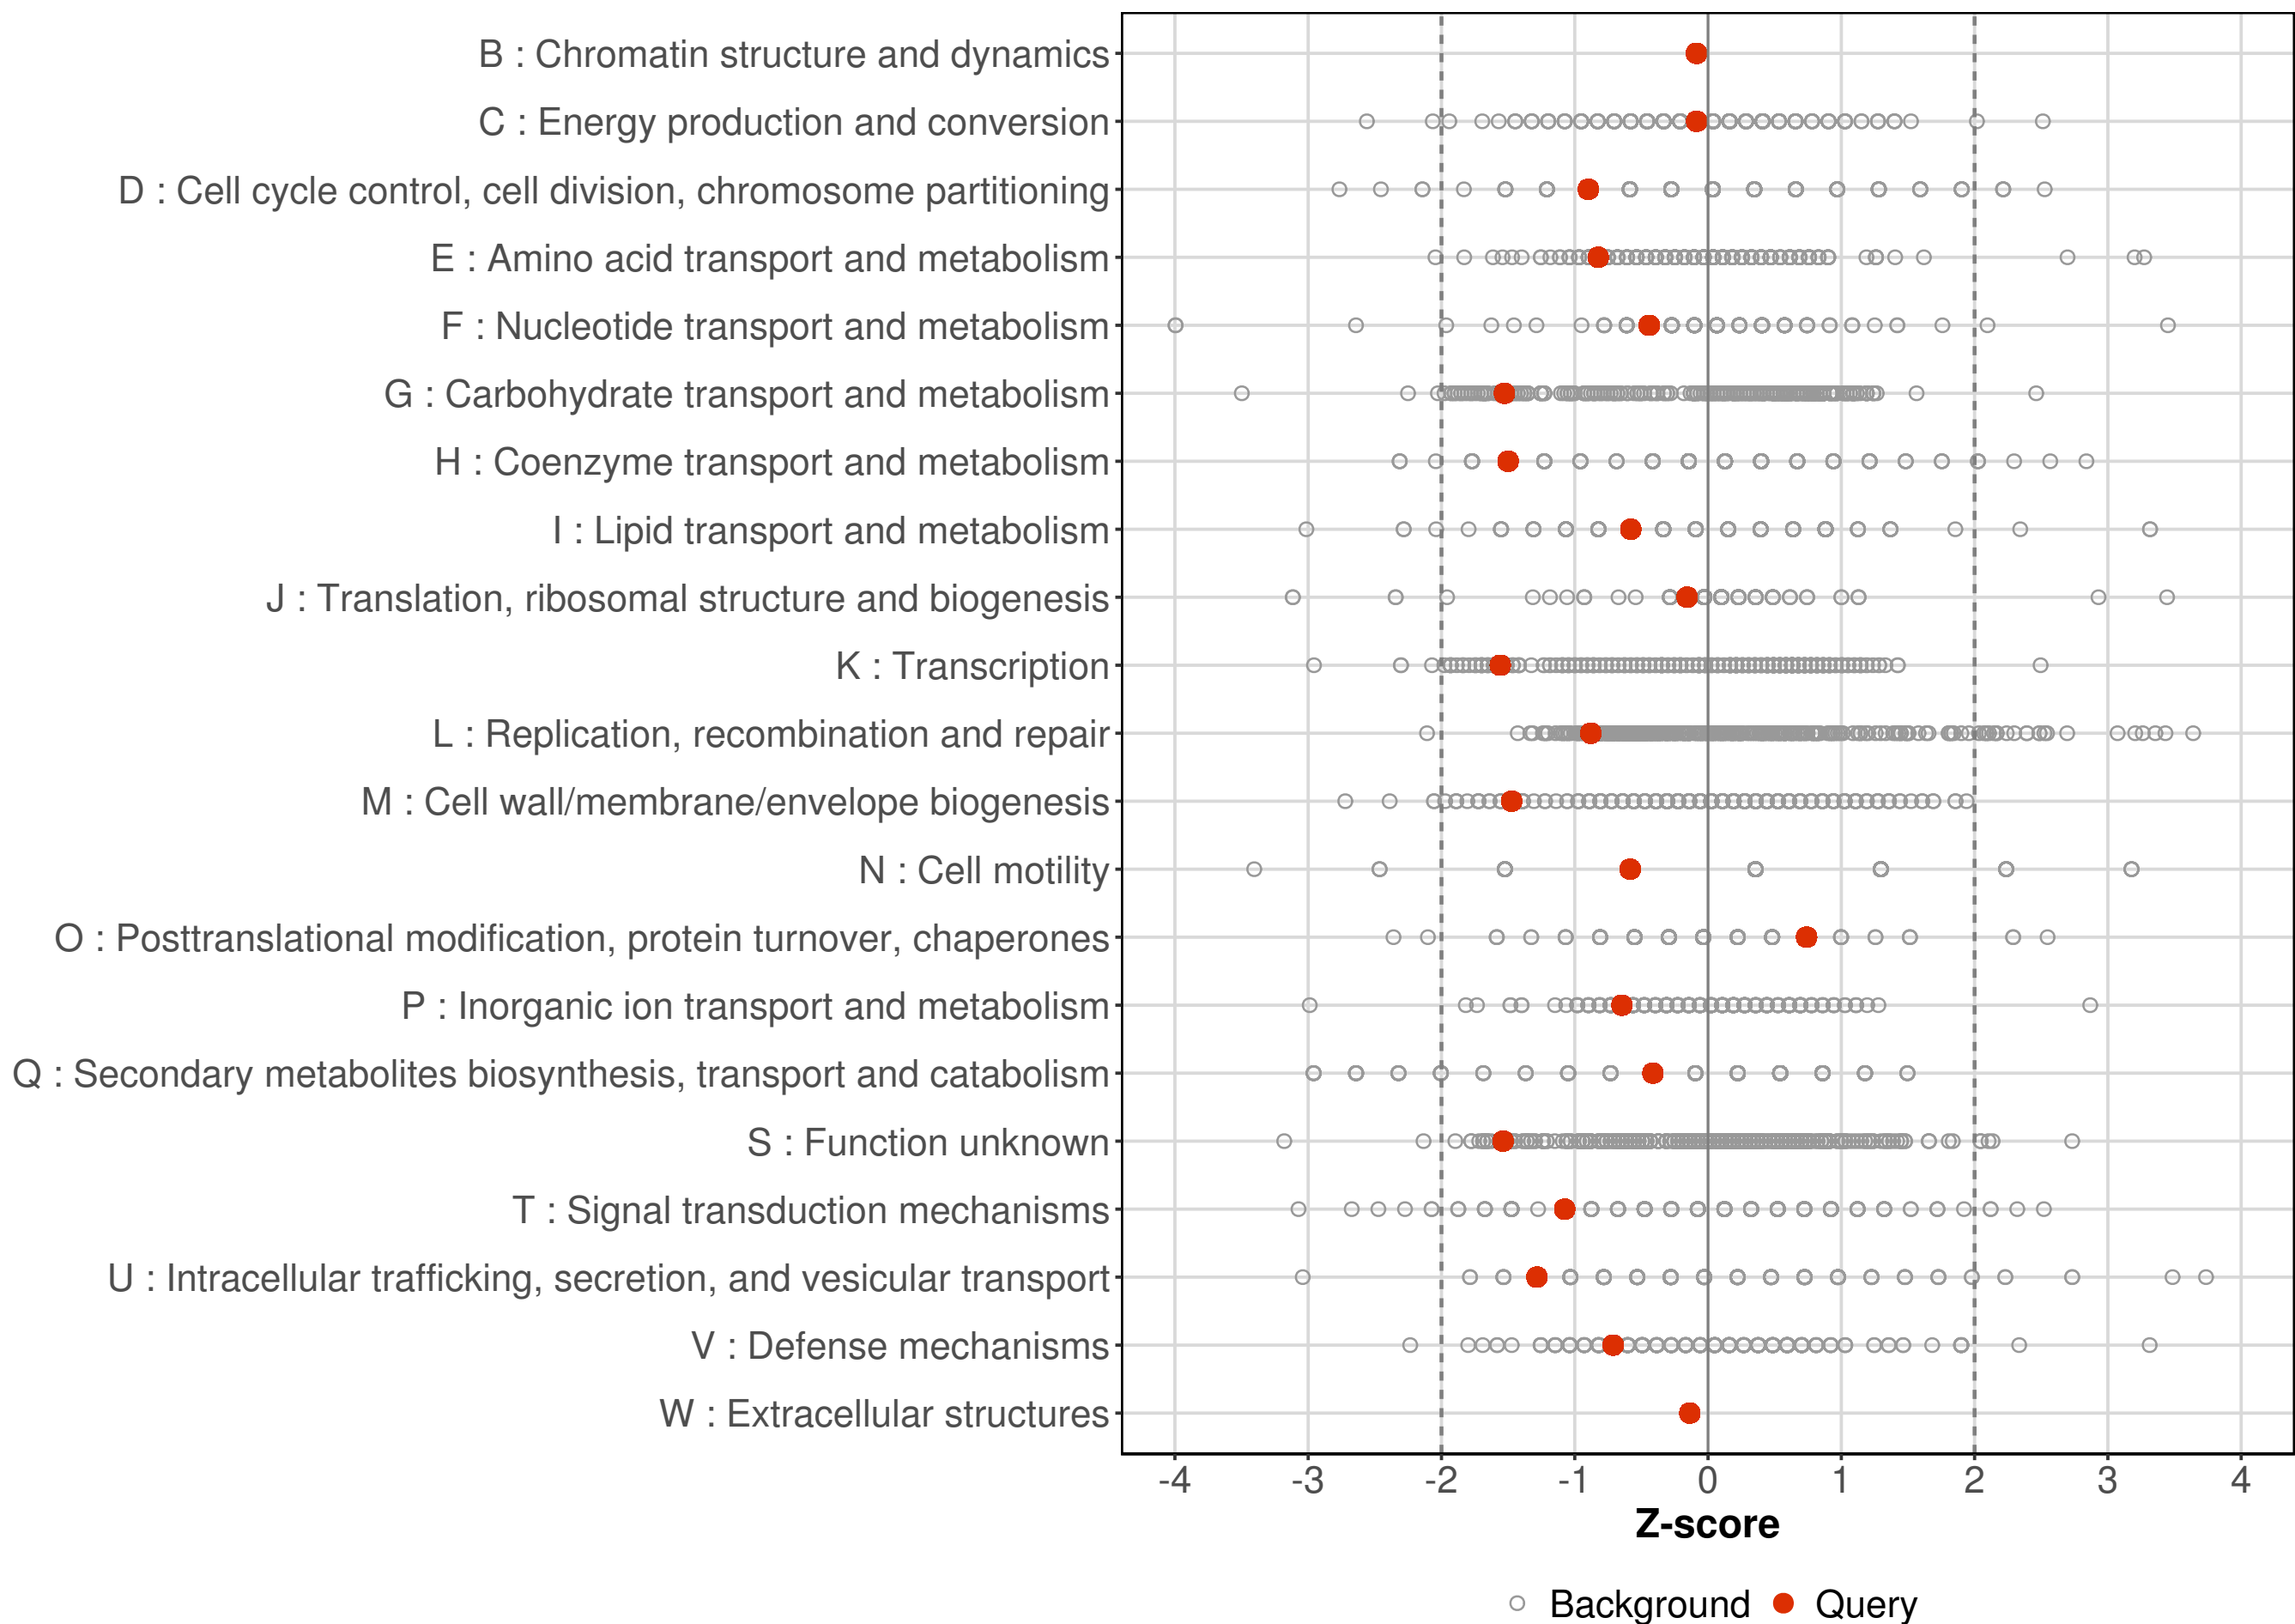 B : Chromatin structure and dynamics
C : Energy production and conversion
D : Cell cycle control, cell division, chromosome partitioning
E : Amino acid transport and metabolism
F : Nucleotide transport and metabolism
G : Carbohydrate transport and metabolism
H : Coenzyme transport and metabolism
I : Lipid transport and metabolism
J : Translation, ribosomal structure and biogenesis
K : Transcription
L : Replication, recombination and repair
M : Cell wall/membrane/envelope biogenesis
N : Cell motility
O : Posttranslational modification, protein turnover, chaperones
P : Inorganic ion transport and metabolism
Q : Secondary metabolites biosynthesis, transport and catabolism
S : Function unknown
T : Signal transduction mechanisms
U : Intracellular trafficking, secretion, and vesicular transport
V : Defense mechanisms
W : Extracellular structures
-4 -3 -2 -1 0 1 2 3 4
Z-score
Background Query